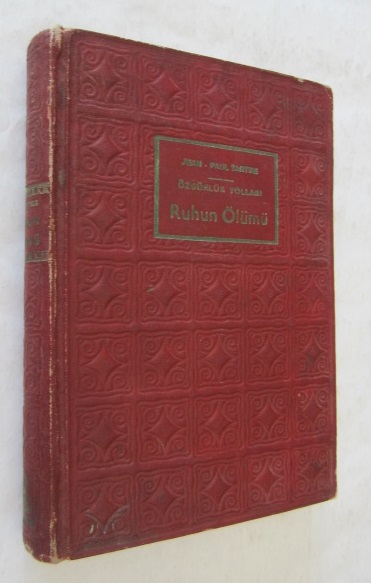 JEAN - PAUL SARTRE
ÖZGÜRLÜK YOLLARI
Ruhun Ölümü